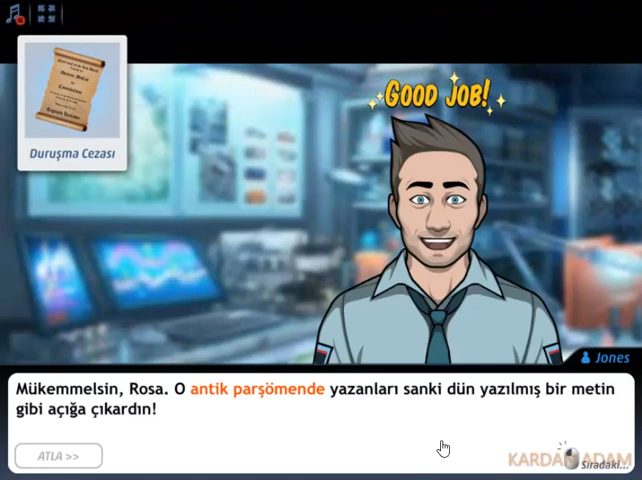 GOOD JOB!
Duruşma Cezası
Jones
Mükemmelsin, Rosa. O antik parşömende yazanları sanki dün yazılmış bir metin
gibi açığa çıkardın!
ATLA >>
KARDAN ADAM
Sıradaki...